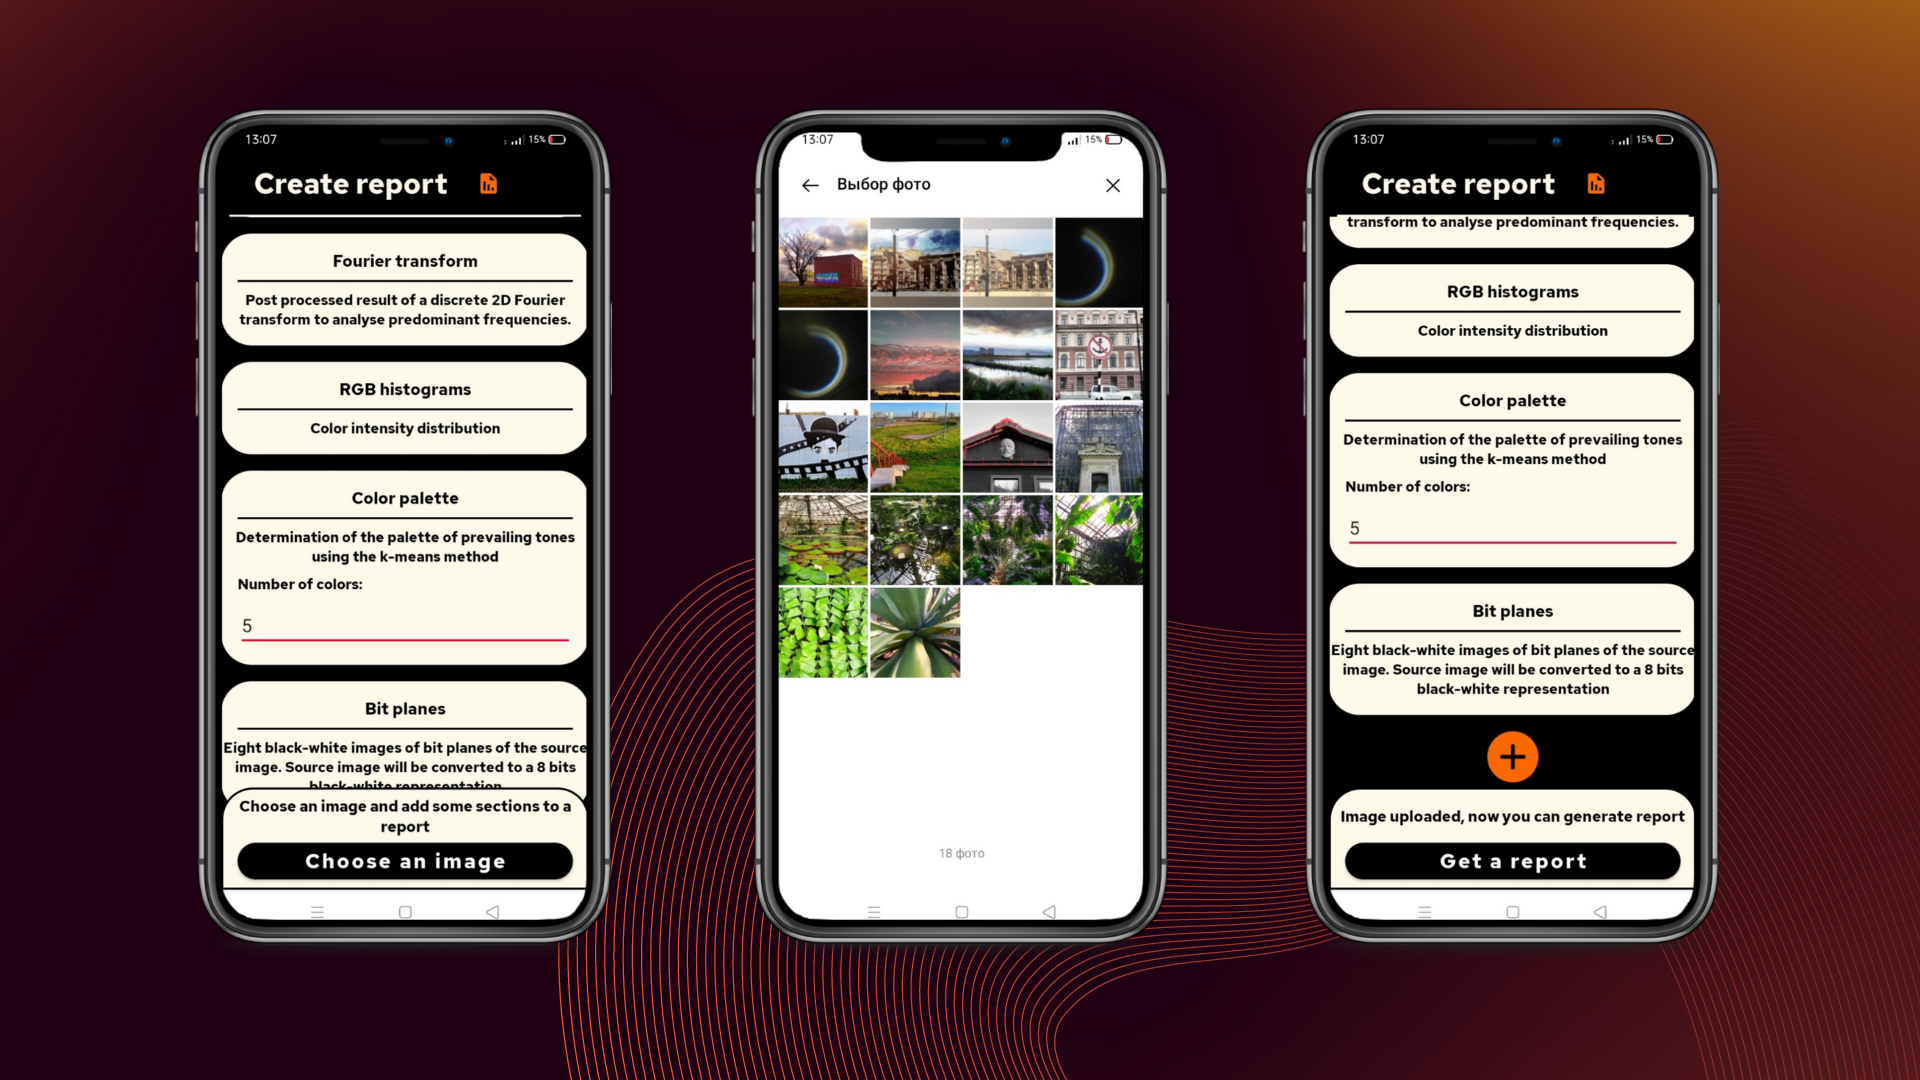 13:07
15%
Create report
Fourier transform
Post processed result of a discrete 2D Fourier
transform to analyse predominant frequencies.
RGB histograms
Color intensity distribution
Color palette
Determination of the palette of prevailing tones
using the k-means method
Number of colors:
5
Bit planes
Eight black-white images of bit planes of the source
image. Source image will be converted to a 8 bits
black-white representation
Choose an image and add some sections to a
report
Choose an image
13:07
15%
Выбор фото
18 фото
13:07
15%
Create report
transform to analyse predominant frequencies.
RGB histograms
Color intensity distribution
Color palette
Determination of the palette of prevailing tones
using the k-means method
Number of colors:
5
Bit planes
Eight black-white images of bit planes of the source
image. Source image will be converted to a 8 bits
black-white representation
Image uploaded, now you can generate report
Get a report